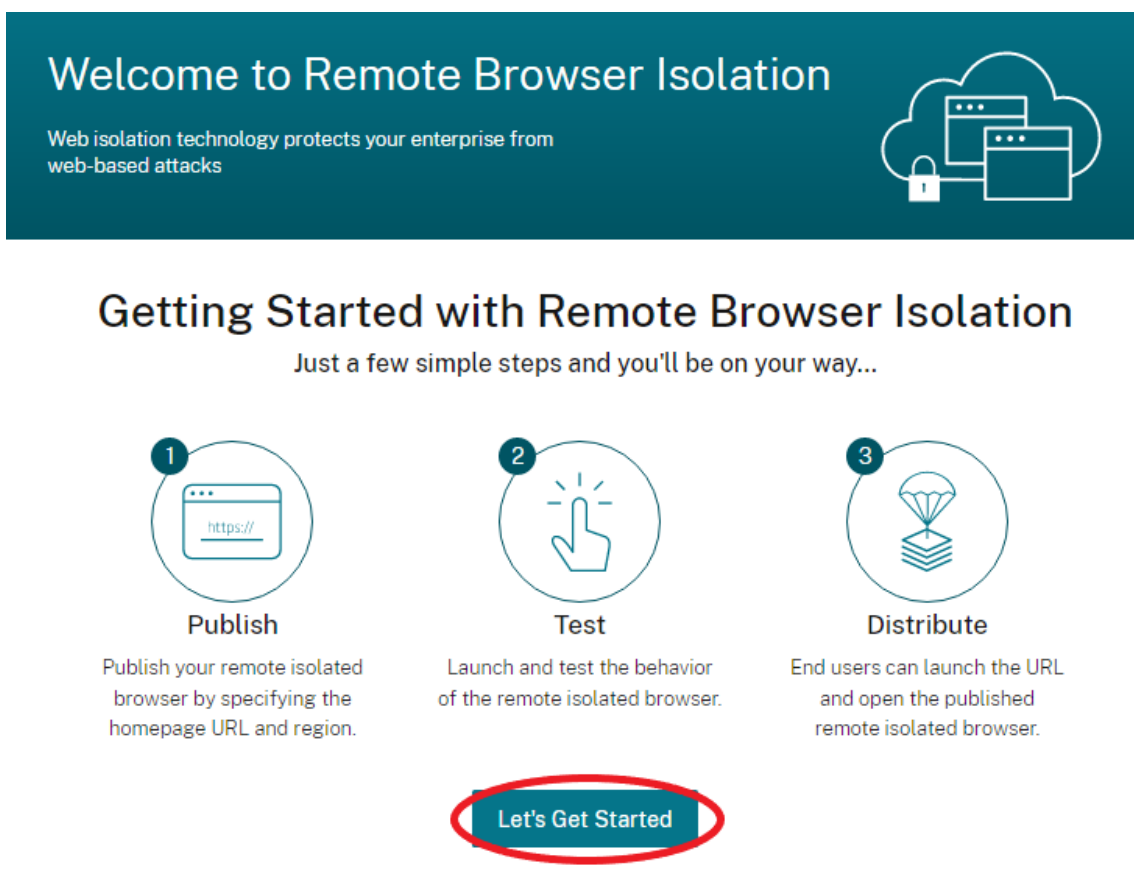 Welcome to Remote Browser Isolation
Web isolation technology protects your enterprise from
web-based attacks
Getting Started with Remote Browser Isolation
Just a few simple steps and you'll be on your way...
1
https://
Publish
Publish your remote isolated
browser by specifying the
homepage URL and region.
2
Test
Launch and test the behavior
of the remote isolated browser.
3
Distribute
End users can launch the URL
and open the published
remote isolated browser.
Let's Get Started